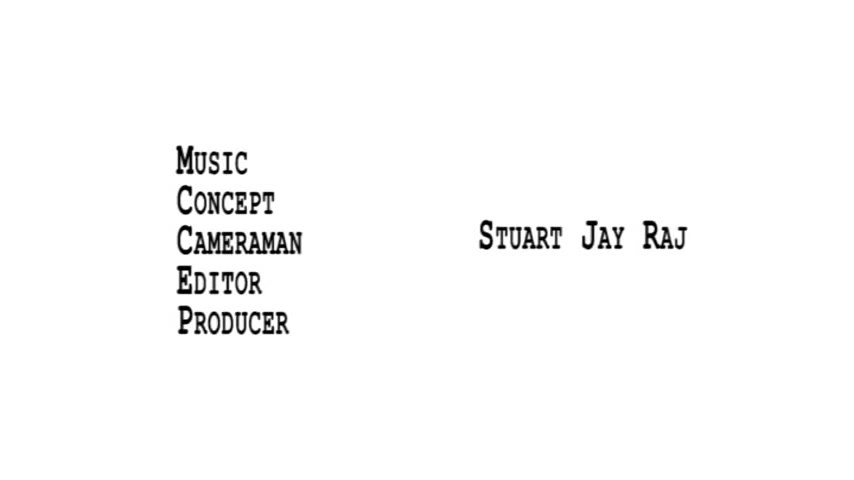 Music
Concept
Cameraman
Editor
Producer
Stuart Jay Raj